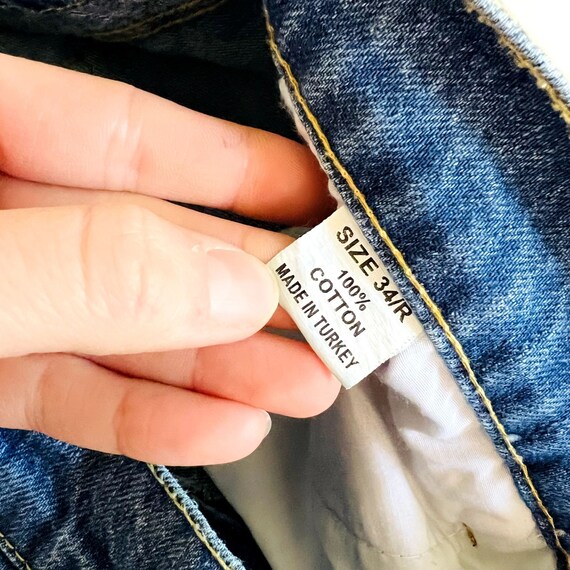 SIZE 34/R
100%
COTTON
MADE IN TURKEY